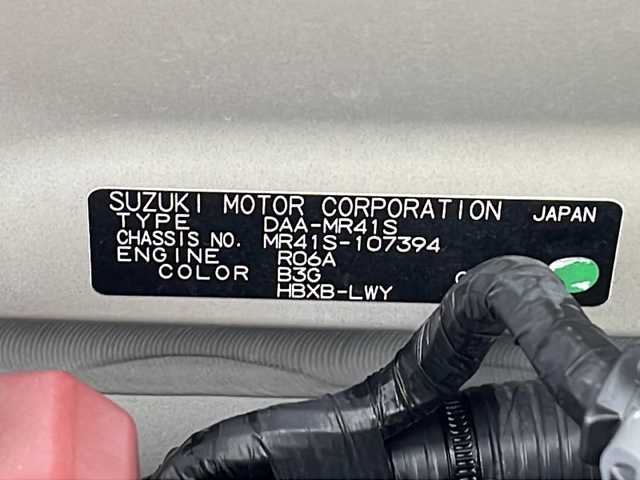 SUZUKI MOTOR CORPORATION JAPAN
TYPE DAA-MR41S
CHASSIS NO. MR41S-107394
ENGINE R06A
COLOR B3G
HBXB-LWY